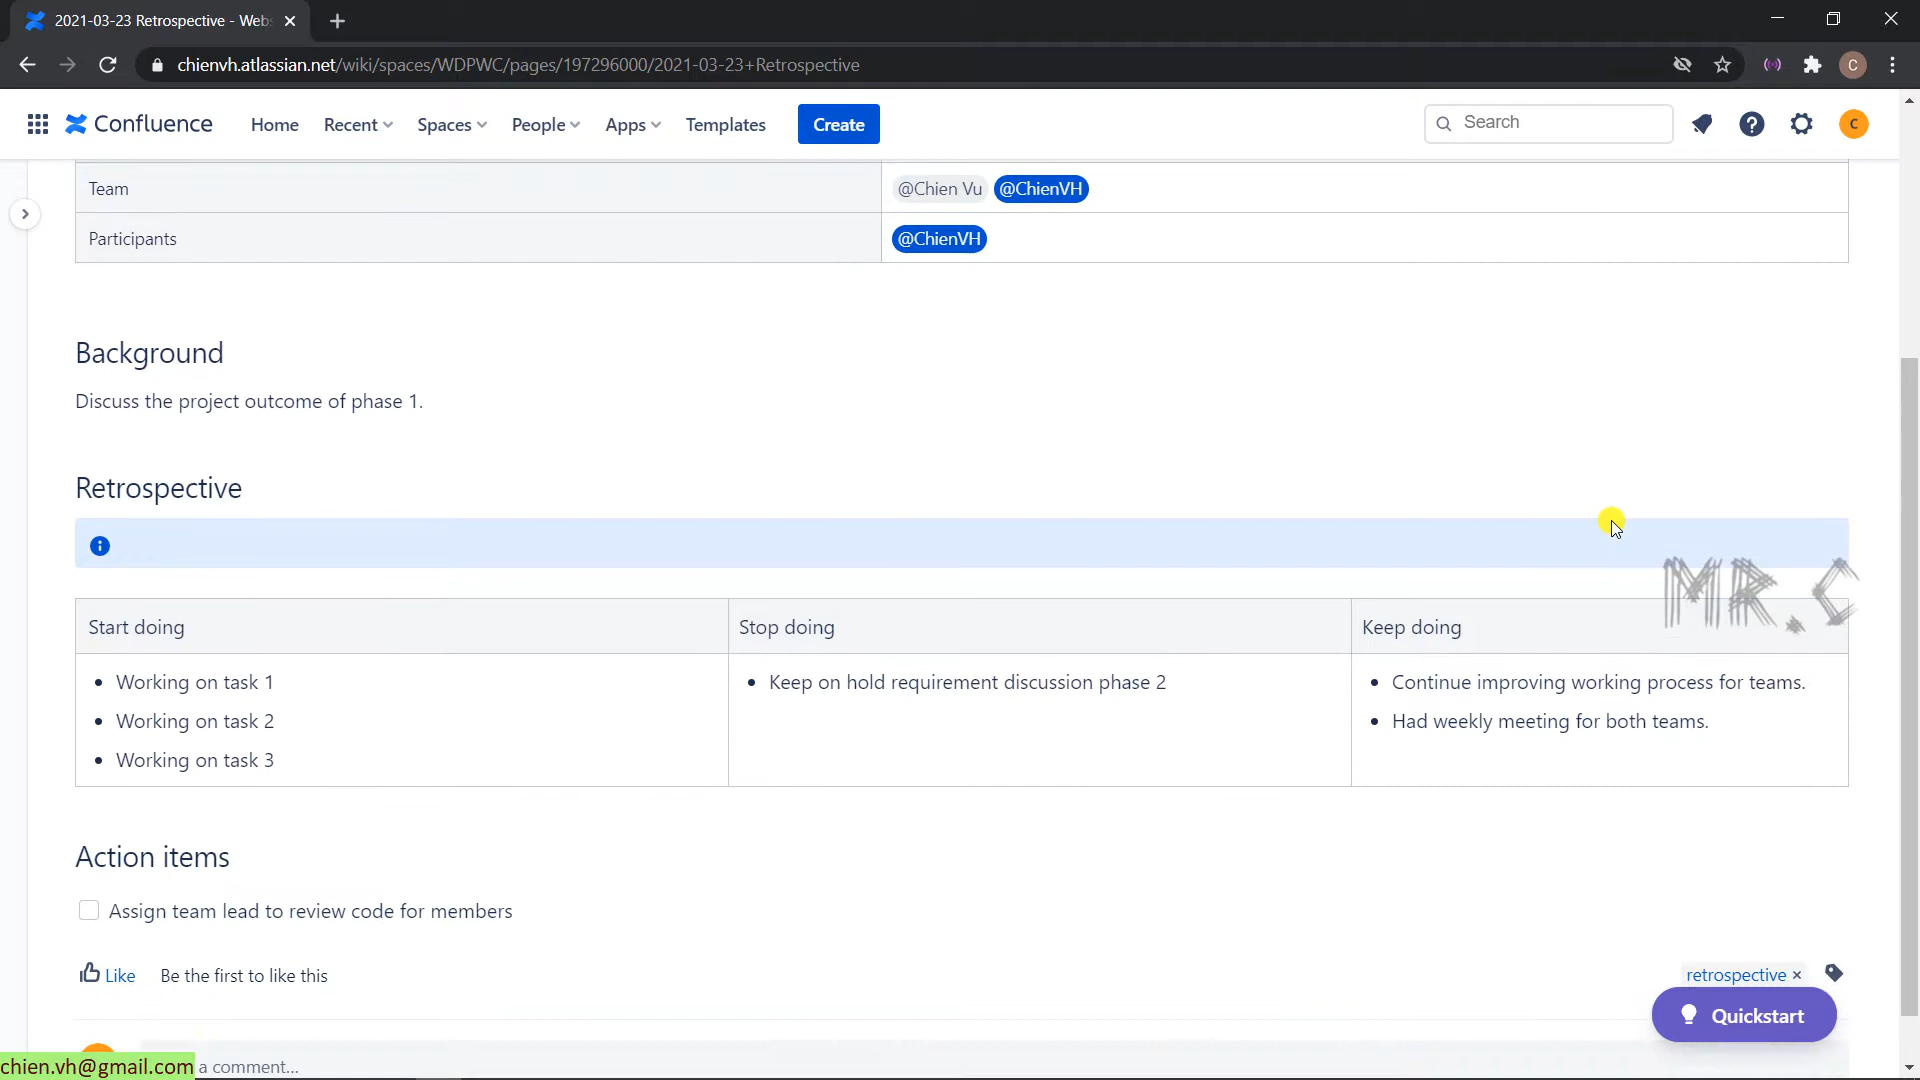 2021-03-23 Retrospective - Webs
chienvh.atlassian.net/wiki/spaces/WDPWC/pages/197296000/2021-03-23+Retrospective
C
Confluence
Home
Recent
Spaces
People
Apps
Templates
Create
Search
C
Team
@Chien Vu @ChienVH
Participants
@ChienVH
Background
Discuss the project outcome of phase 1.
Retrospective
MR.C
Start doing
Stop doing
Keep doing
• Working on task 1
• Working on task 2
• Working on task 3
• Keep on hold requirement discussion phase 2
• Continue improving working process for teams.
• Had weekly meeting for both teams.
Action items
Assign team lead to review code for members
Like
Be the first to like this
retrospective ×
Quickstart
chien.vh@gmail.com
a comment...